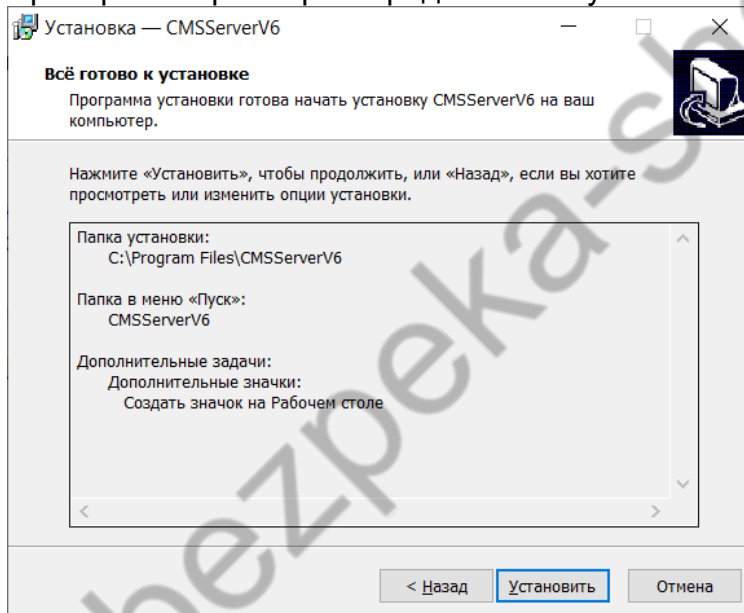 Установка — CMSServerV6
Всё готово к установке
Программа установки готова начать установку CMSServerV6 на ваш
компьютер.
Нажмите «Установить», чтобы продолжить, или «Назад», если вы хотите
просмотреть или изменить опции установки.
Папка установки:
C:\Program Files\CMSServerV6
Папка в меню «Пуск»:
CMSServerV6
Дополнительные задачи:
Дополнительные значки:
Создать значок на Рабочем столе
< Назад
Установить
Отмена
bezpeka-s